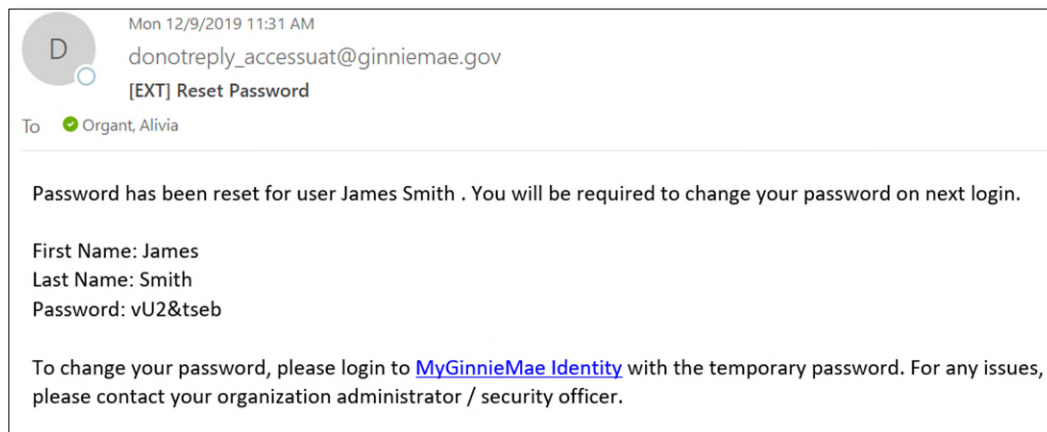 D
Mon 12/9/2019 11:31 AM
donotreply_accessuat@ginniemae.gov
[EXT] Reset Password
To Organt, Alivia
Password has been reset for user James Smith . You will be required to change your password on next login.
First Name: James
Last Name: Smith
Password: vU2&tseb
To change your password, please login to MyGinnieMae Identity with the temporary password. For any issues,
please contact your organization administrator / security officer.